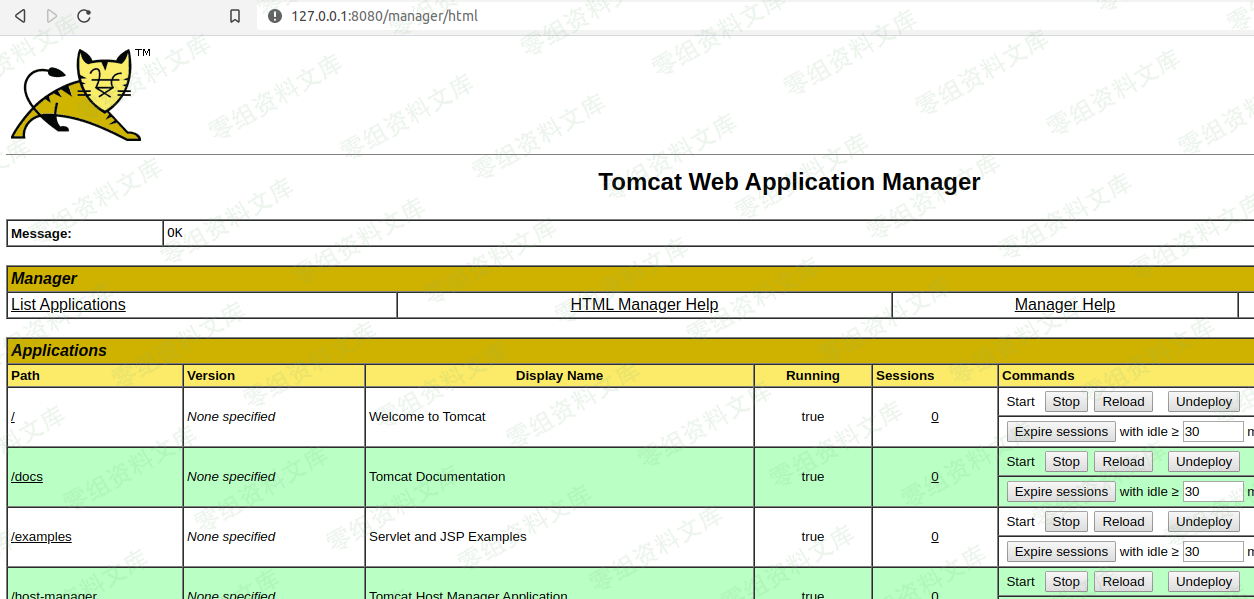 127.0.0.1:8080/manager/html
TM
Tomcat Web Application Manager
Message: OK
Manager
List Applications HTML Manager Help Manager Help
Applications
Path Version Display Name Running Sessions Commands
/ None specified Welcome to Tomcat true 0 Start Stop Reload Undeploy
Expire sessions with idle ≥ 30
/docs None specified Tomcat Documentation true 0 Start Stop Reload Undeploy
Expire sessions with idle ≥ 30
/examples None specified Servlet and JSP Examples true 0 Start Stop Reload Undeploy
Expire sessions with idle ≥ 30
/host-manager None specified Tomcat Host Manager Application true 0 Start Stop Reload Undeploy
零组资料文库